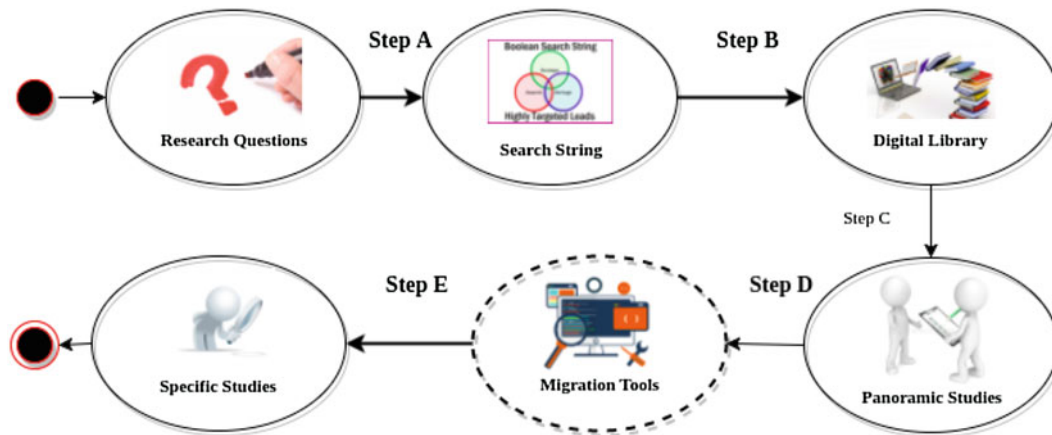 Step A
Step B
Boolean Search String
Highly Targeted Leads
Research Questions
Search String
Digital Library
Step C
Step E
Step D
Specific Studies
Migration Tools
Panoramic Studies